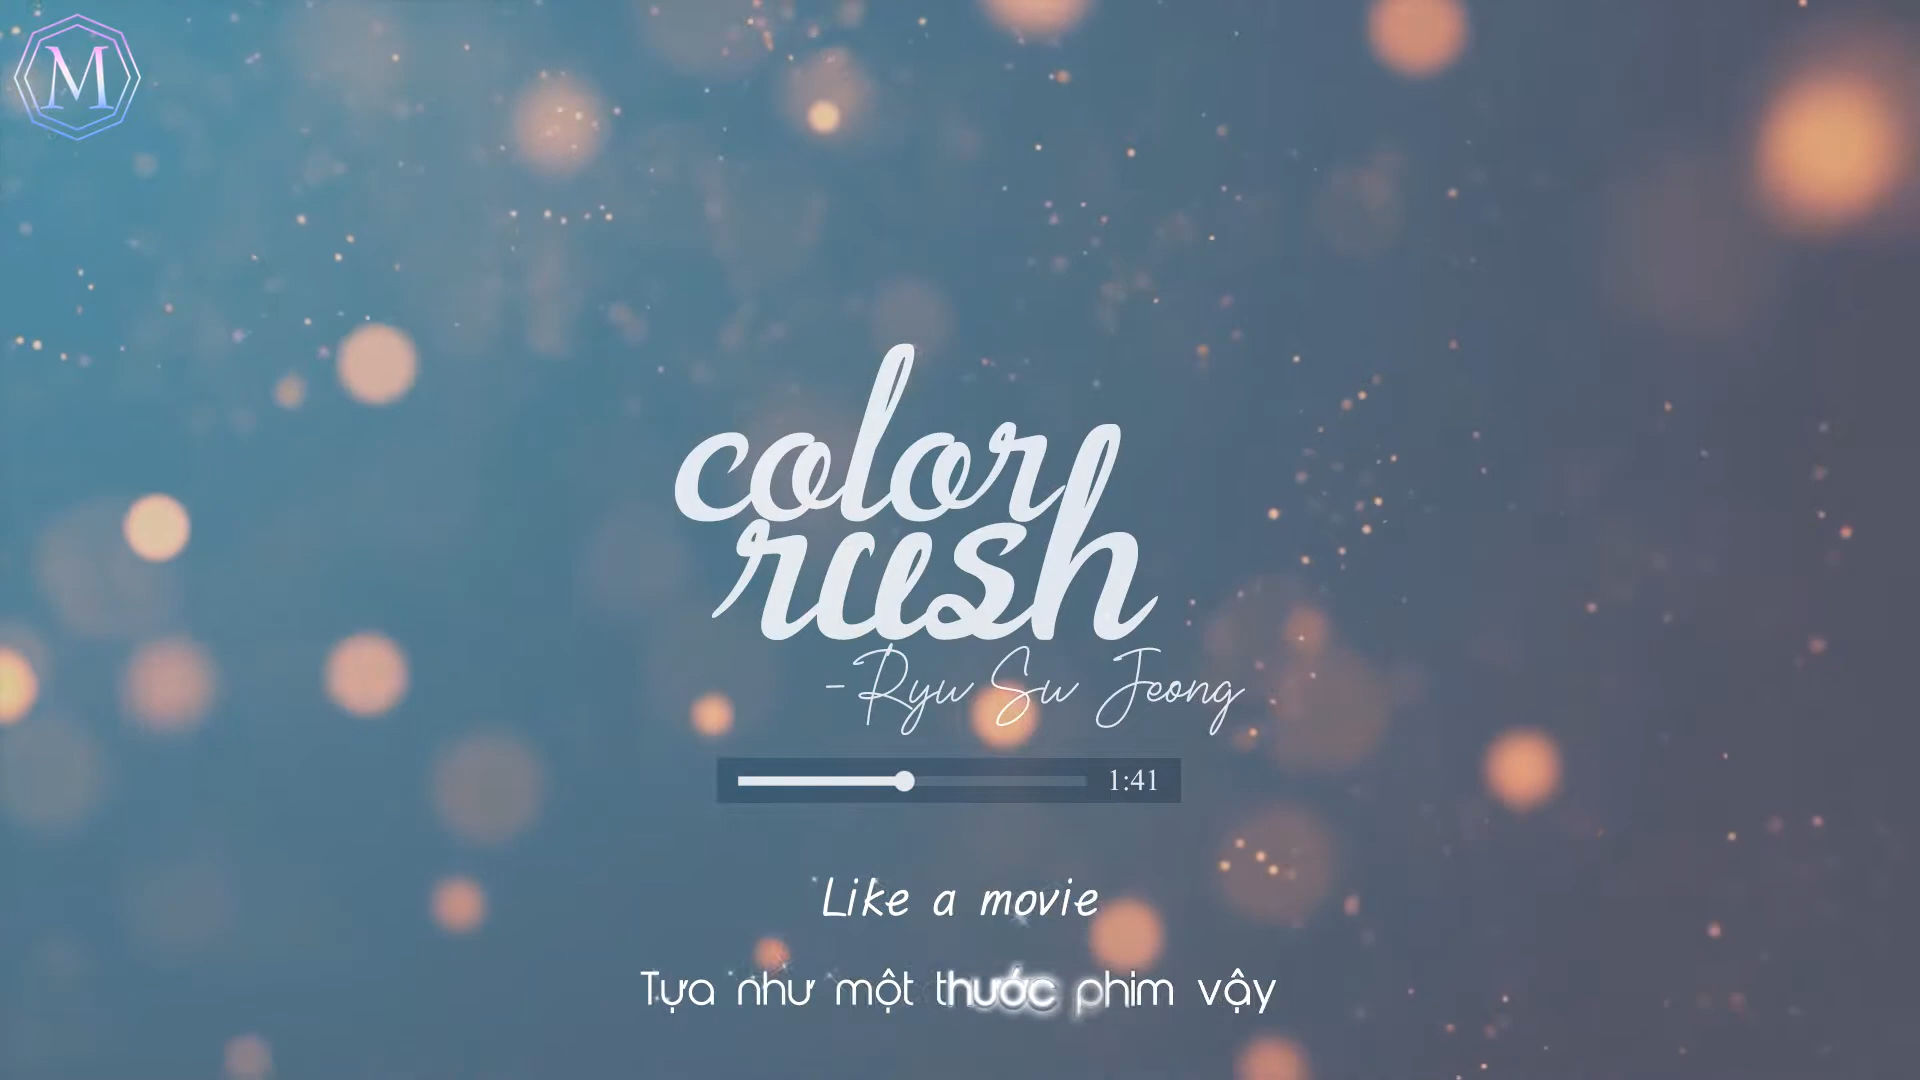 M
color
rush
-Ryu Su Jeong
1:41
Like a movie
Tựa như một thước phim vậy